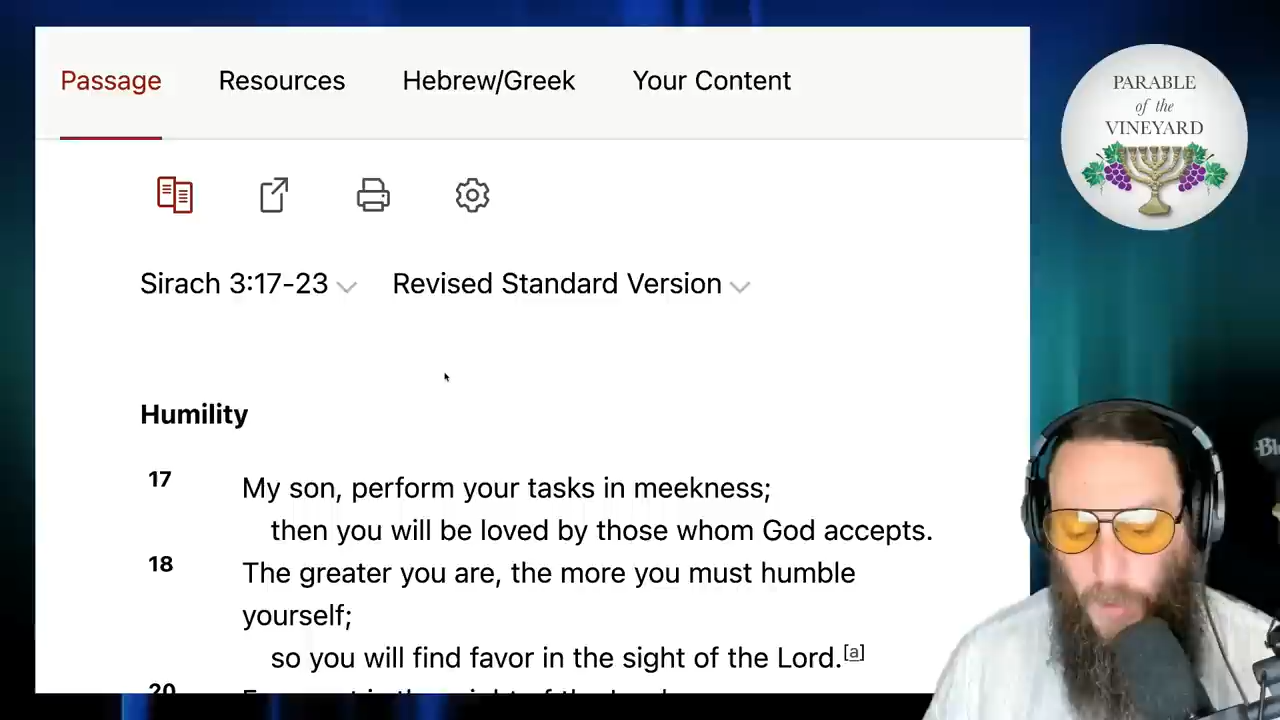 Passage Resources Hebrew/Greek Your Content
PARABLE
of the
VINEYARD
Sirach 3:17-23 Revised Standard Version
Humility
17 My son, perform your tasks in meekness;
then you will be loved by those whom God accepts.
18 The greater you are, the more you must humble
yourself;
so you will find favor in the sight of the Lord.[a]
20